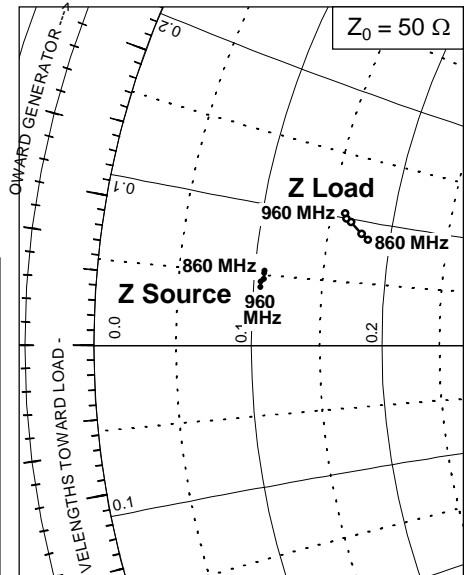 Z₀ = 50 Ω
0.2
OWARD GENERATOR --->
0.1
Z Load
960 MHz
860 MHz
860 MHz
Z Source
960
MHz
0.0
0.1
0.2
VELENGTHS TOWARD LOAD -
0.1